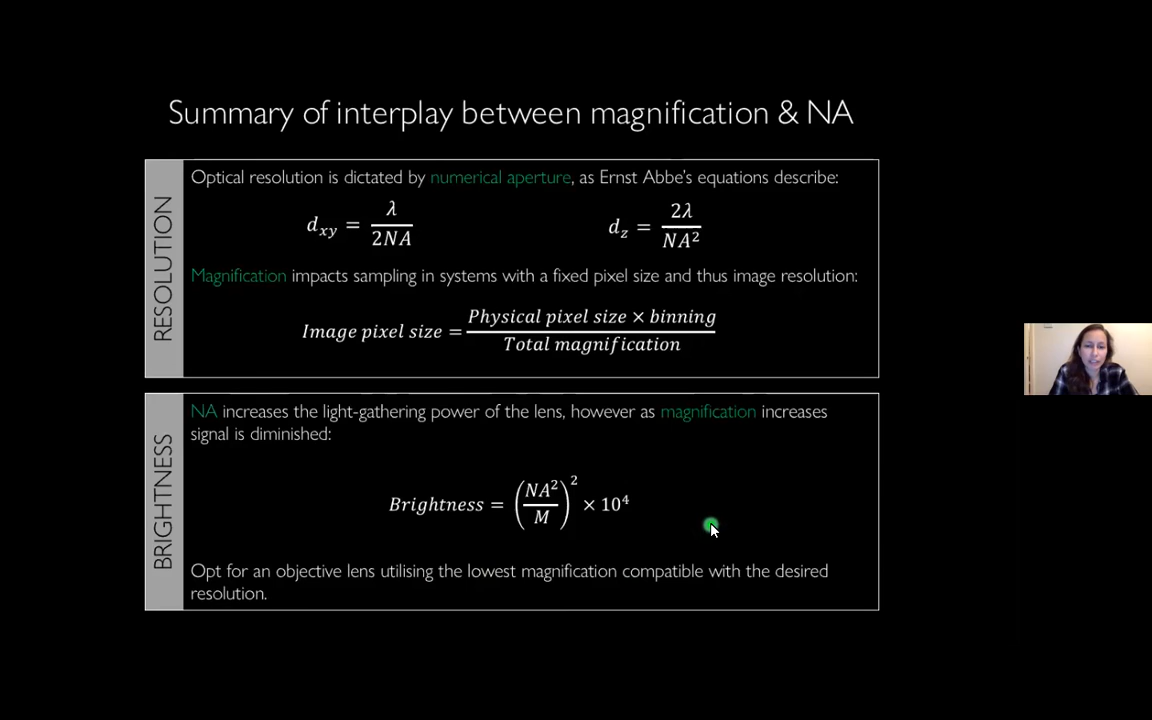 Summary of interplay between magnification & NA
RESOLUTION
Optical resolution is dictated by numerical aperture, as Ernst Abbe's equations describe:
d_xy = λ / 2NA
d_z = 2λ / NA²
Magnification impacts sampling in systems with a fixed pixel size and thus image resolution:
Image pixel size = Physical pixel size × binning / Total magnification
BRIGHTNESS
NA increases the light-gathering power of the lens, however as magnification increases
signal is diminished:
Brightness = (NA² / M)² × 10⁴
Opt for an objective lens utilising the lowest magnification compatible with the desired
resolution.